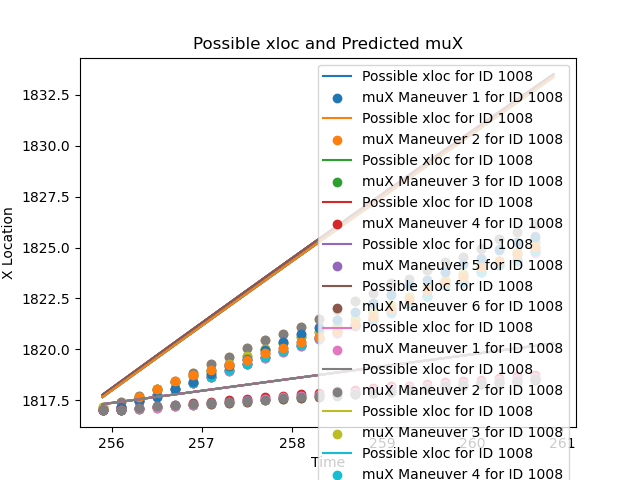 Possible xloc and Predicted muX
X Location
1832.5
1830.0
1827.5
1825.0
1822.5
1820.0
1817.5
Possible xloc for ID 1008
muX Maneuver 1 for ID 1008
Possible xloc for ID 1008
muX Maneuver 2 for ID 1008
Possible xloc for ID 1008
muX Maneuver 3 for ID 1008
Possible xloc for ID 1008
muX Maneuver 4 for ID 1008
Possible xloc for ID 1008
muX Maneuver 5 for ID 1008
Possible xloc for ID 1008
muX Maneuver 6 for ID 1008
Possible xloc for ID 1008
muX Maneuver 1 for ID 1008
Possible xloc for ID 1008
muX Maneuver 2 for ID 1008
Possible xloc for ID 1008
muX Maneuver 3 for ID 1008
Possible xloc for ID 1008
muX Maneuver 4 for ID 1008
256 257 258 259 260 261
Time